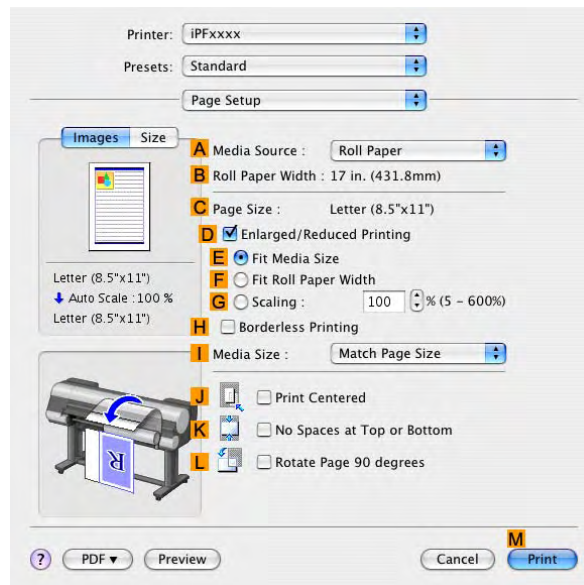 Printer: iPFxxxx
Presets: Standard
Page Setup
Images Size
A Media Source : Roll Paper
B Roll Paper Width : 17 in. (431.8mm)
C Page Size : Letter (8.5"x11")
D Enlarged/Reduced Printing
E Fit Media Size
F Fit Roll Paper Width
G Scaling : 100 % (5 - 600%)
H Borderless Printing
I Media Size : Match Page Size
J Print Centered
K No Spaces at Top or Bottom
L Rotate Page 90 degrees
Letter (8.5"x11")
Auto Scale :100 %
Letter (8.5"x11")
R
M
? PDF▼ Preview Cancel Print